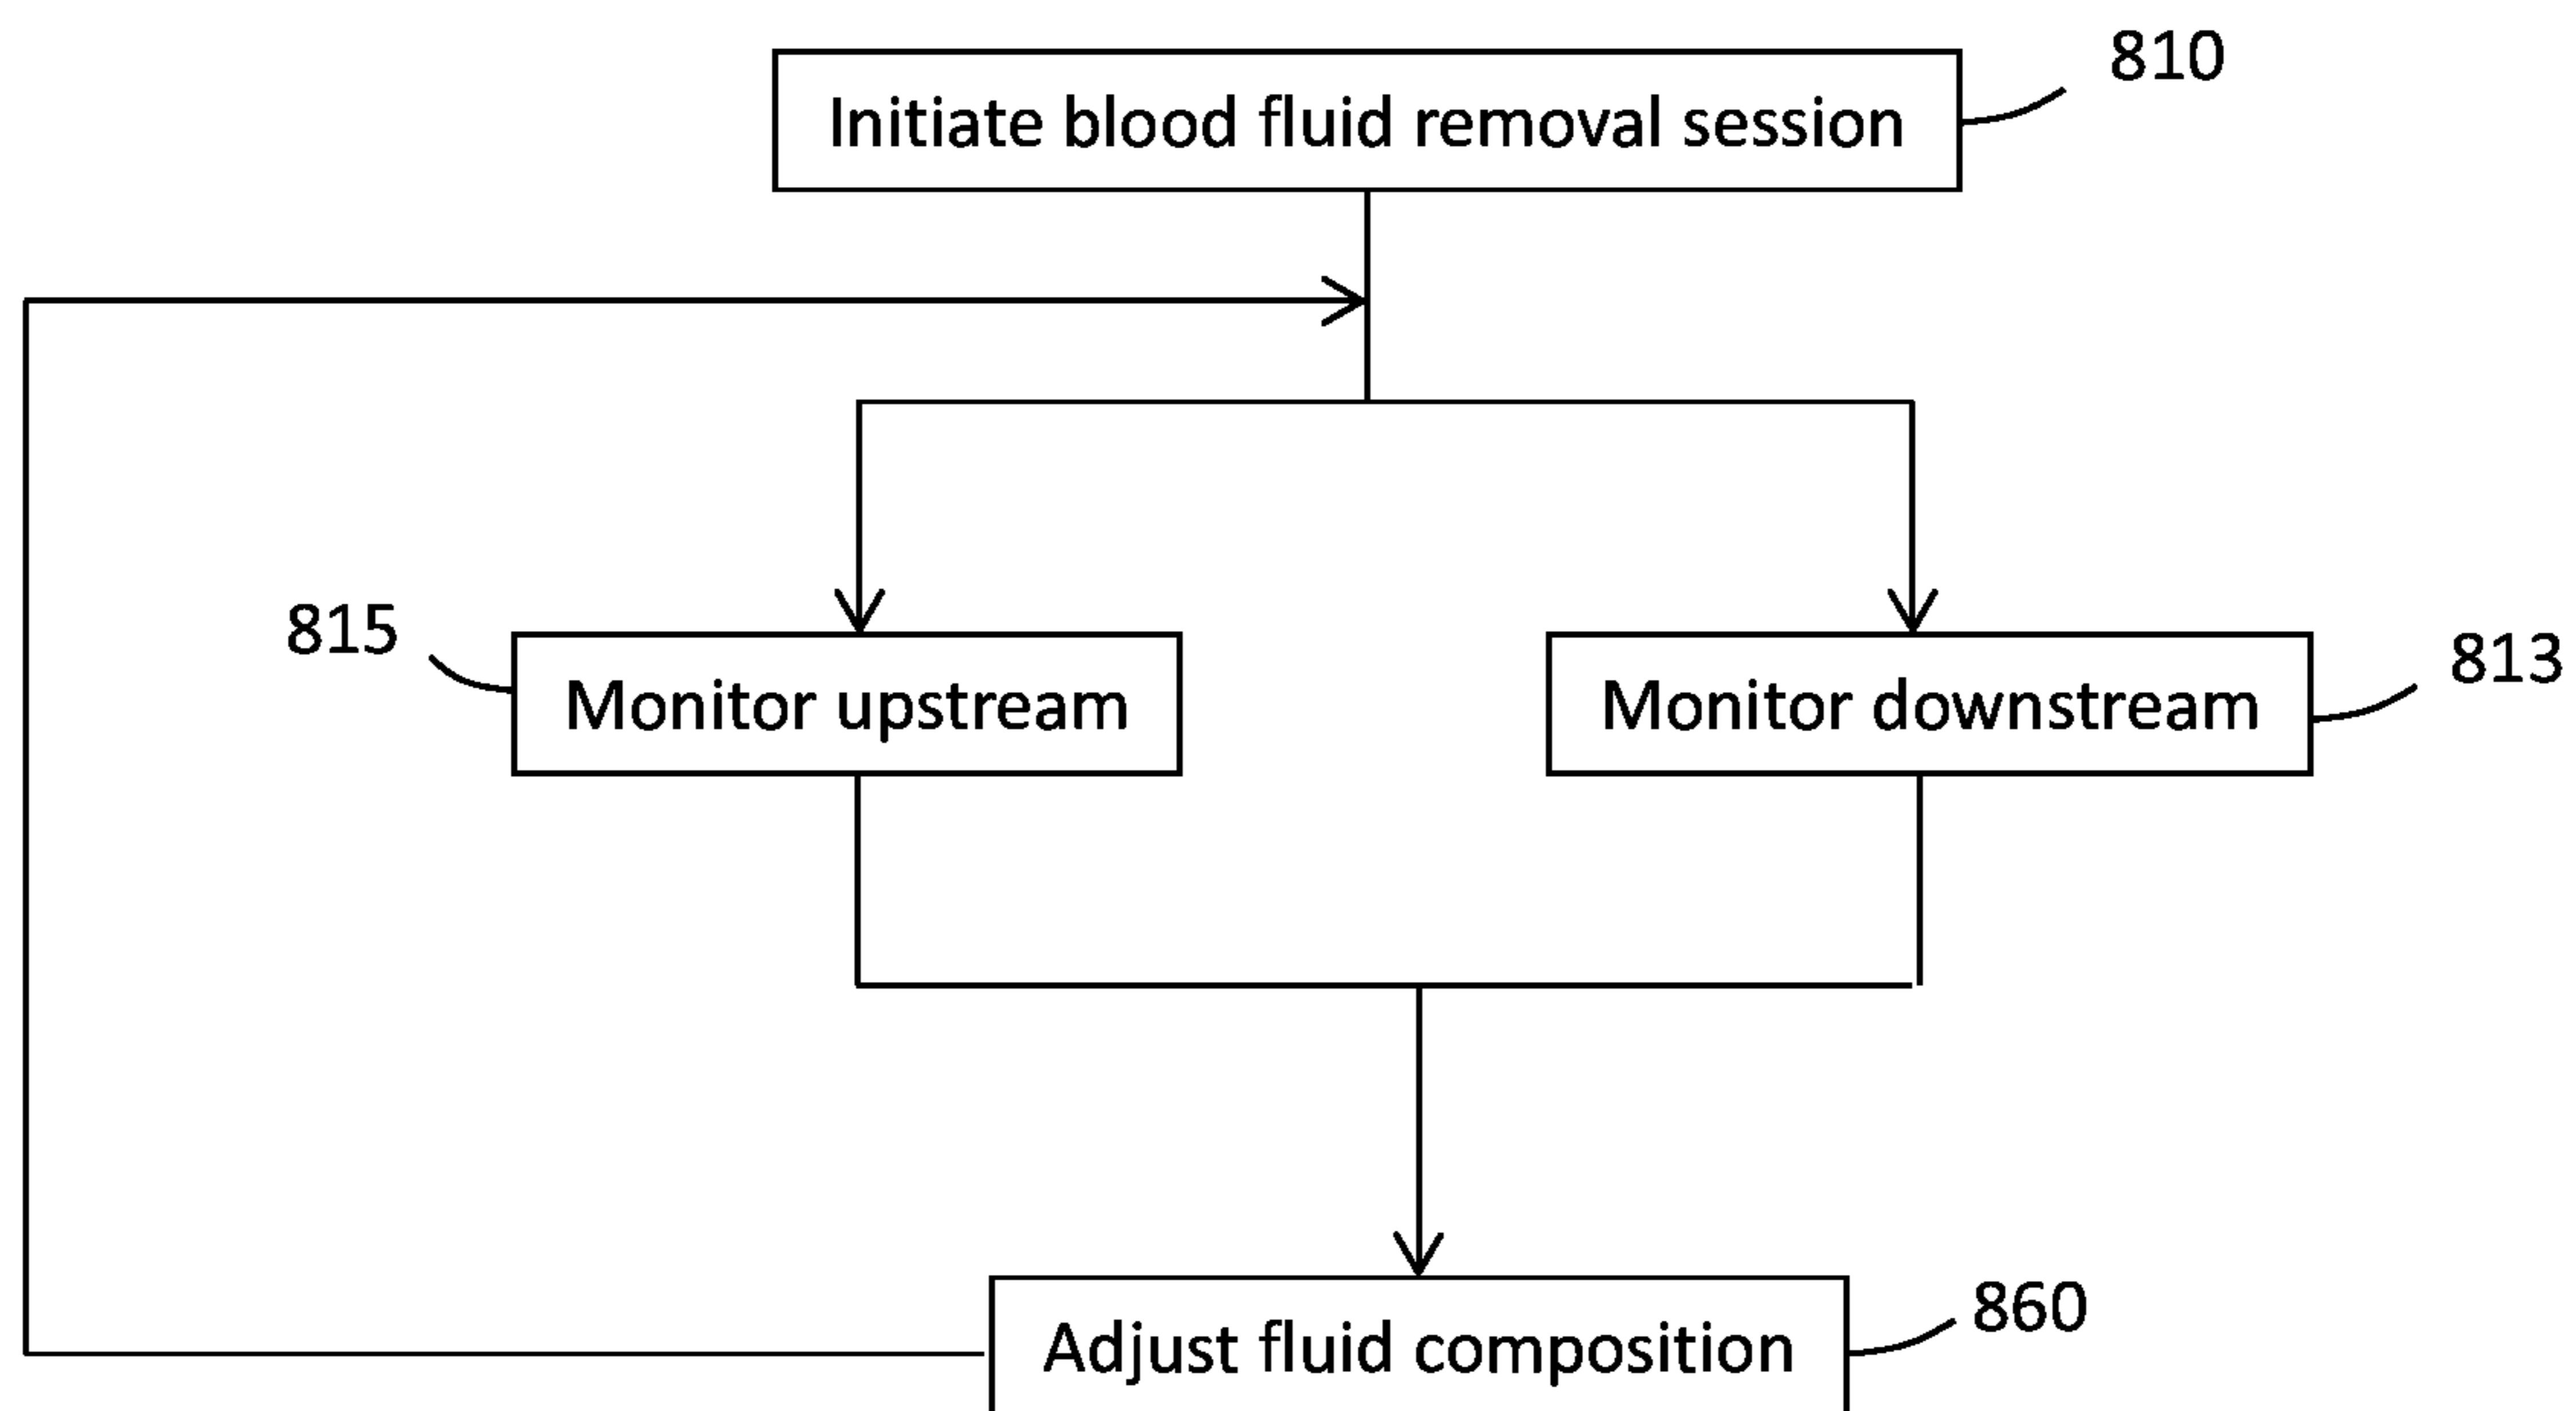 810
Initiate blood fluid removal session
815
Monitor upstream
Monitor downstream
813
Adjust fluid composition
860